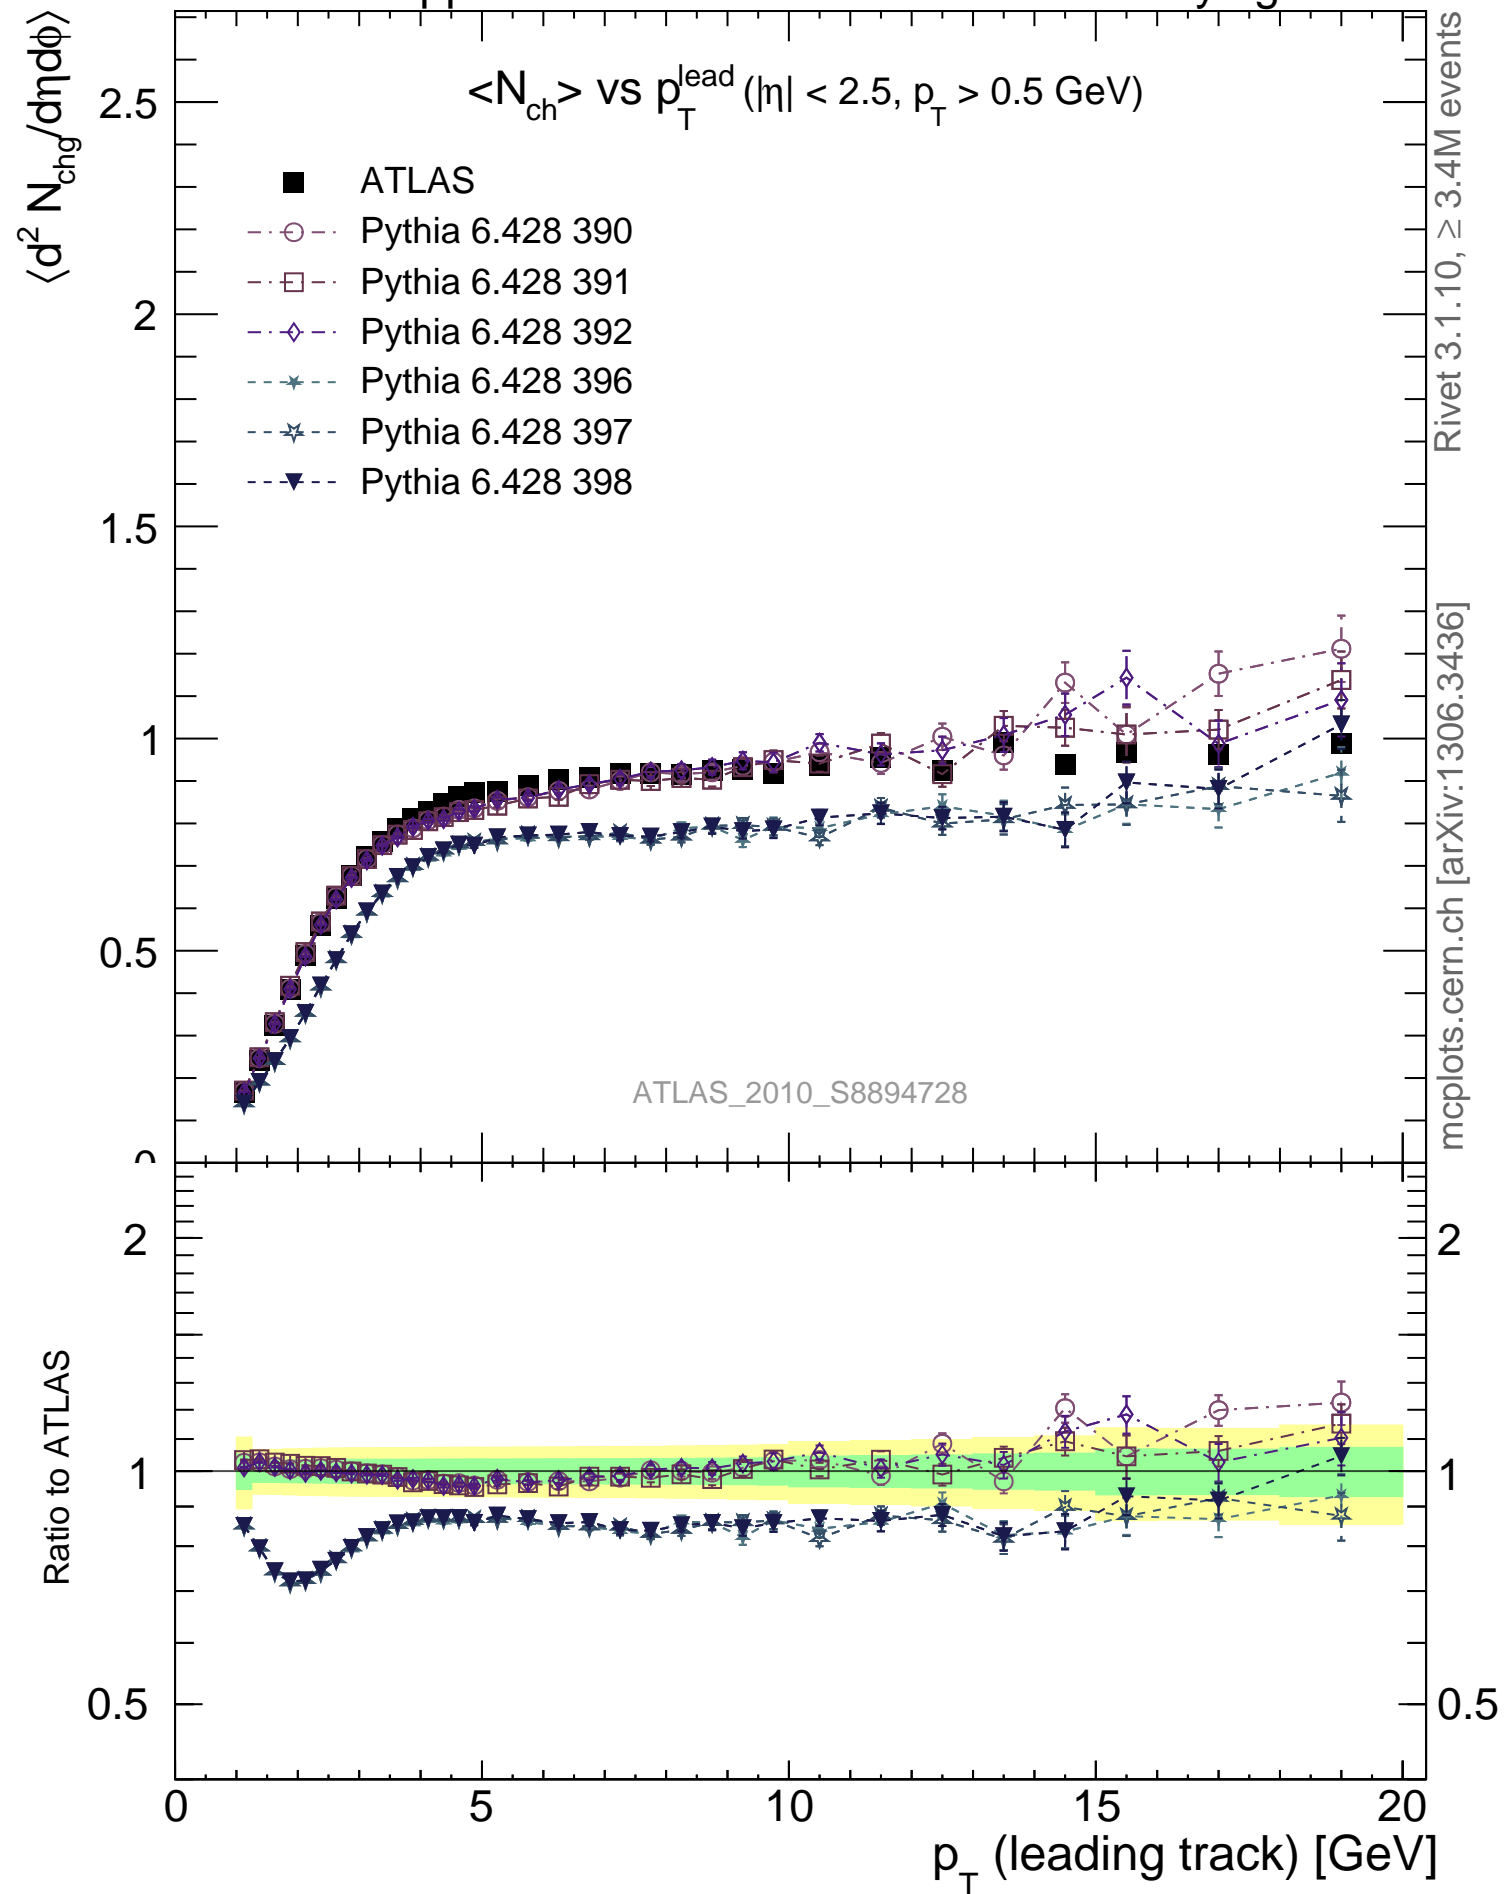 pp
⟨d² N_chg/dηdϕ⟩
<N_ch> vs p_T^lead (|η| < 2.5, p_T > 0.5 GeV)
ATLAS
Pythia 6.428 390
Pythia 6.428 391
Pythia 6.428 392
Pythia 6.428 396
Pythia 6.428 397
Pythia 6.428 398
2.5
2
1.5
1
0.5
0
ATLAS_2010_S8894728
Rivet 3.1.10, ≥ 3.4M events
mcplots.cern.ch [arXiv:1306.3436]
Ratio to ATLAS
2
1
0.5
2
1
0.5
0 5 10 15 20
p_T (leading track) [GeV]